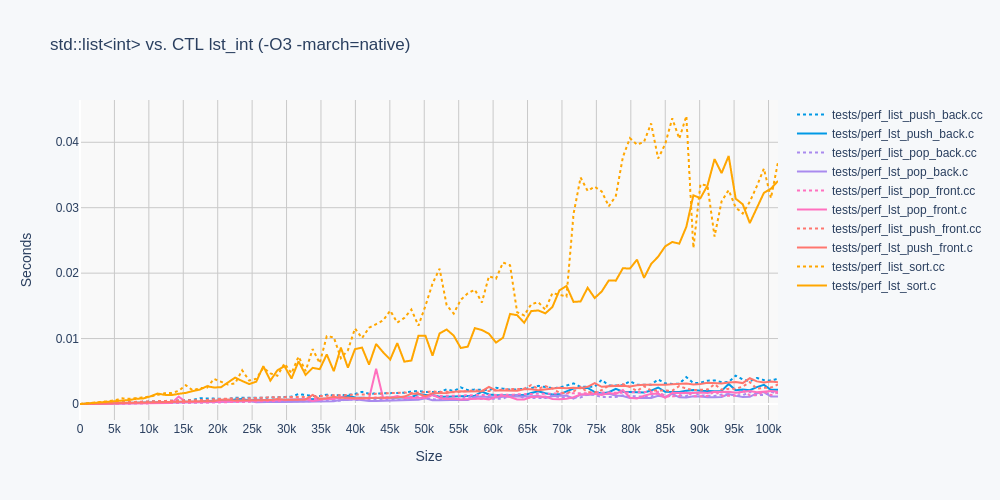 std::list<int> vs. CTL lst_int (-O3 -march=native)
tests/perf_list_push_back.cc
tests/perf_lst_push_back.c
tests/perf_list_pop_back.cc
tests/perf_lst_pop_back.c
tests/perf_list_pop_front.cc
tests/perf_lst_pop_front.c
tests/perf_list_push_front.cc
tests/perf_lst_push_front.c
tests/perf_list_sort.cc
tests/perf_lst_sort.c
Seconds
0.04
0.03
0.02
0.01
0
0 5k 10k 15k 20k 25k 30k 35k 40k 45k 50k 55k 60k 65k 70k 75k 80k 85k 90k 95k 100k
Size